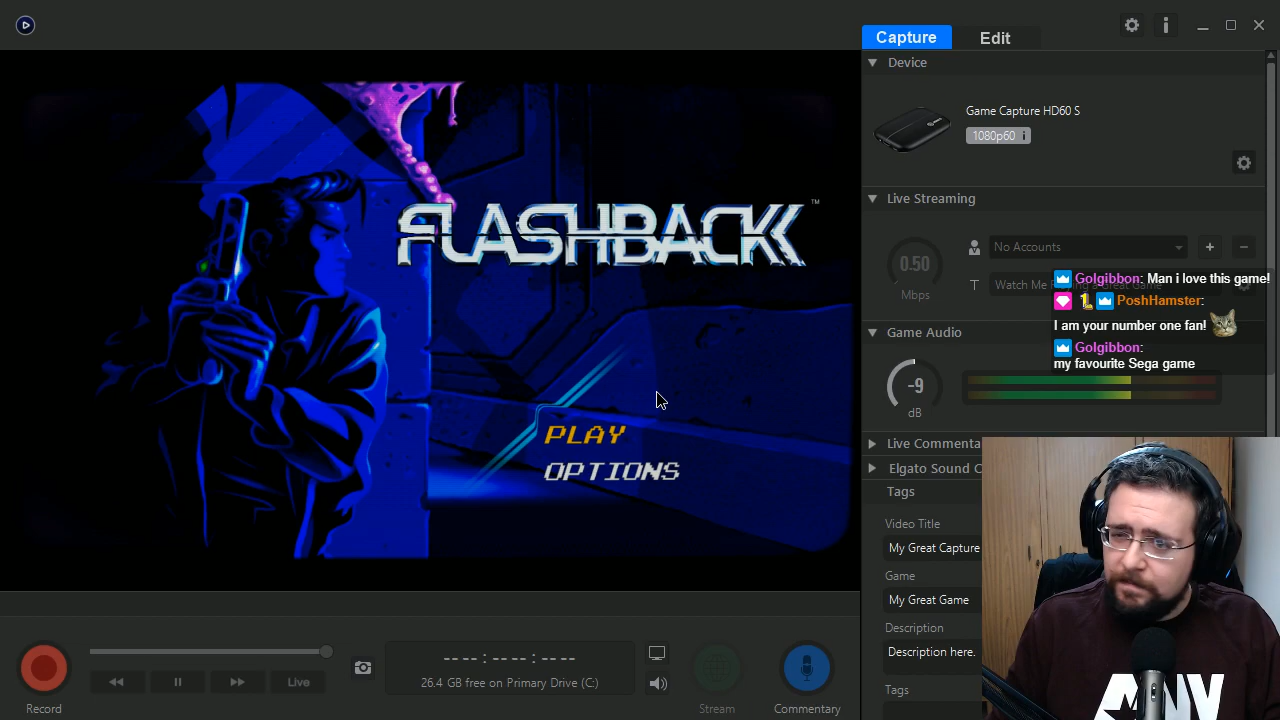 Capture
Edit
Device
Game Capture HD60 S
1080p60 i
Live Streaming
0.50
Mbps
No Accounts
T Watch Me
Golgibbon: Man i love this game!
PoshHamster:
I am your number one fan!
Golgibbon:
my favourite Sega game
Game Audio
-9
dB
Live Commenta
Elgato Sound C
Tags
Video Title
My Great Capture
Game
My Great Game
Description
Description here.
Tags
FLASHBACK™
PLAY
OPTIONS
Record
Live
-- -- : -- -- : -- --
26.4 GB free on Primary Drive (C:)
Stream
Commentary